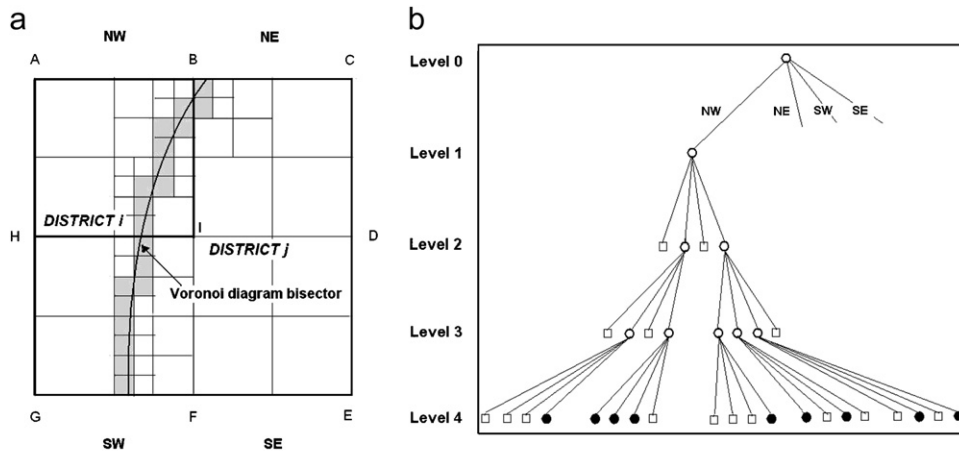 a
NW
NE
A
B
C
DISTRICT i
I
H
DISTRICT j
D
Voronoi diagram bisector
G
F
E
SW
SE
b
Level 0
NW
NE
SW
SE
Level 1
Level 2
Level 3
Level 4